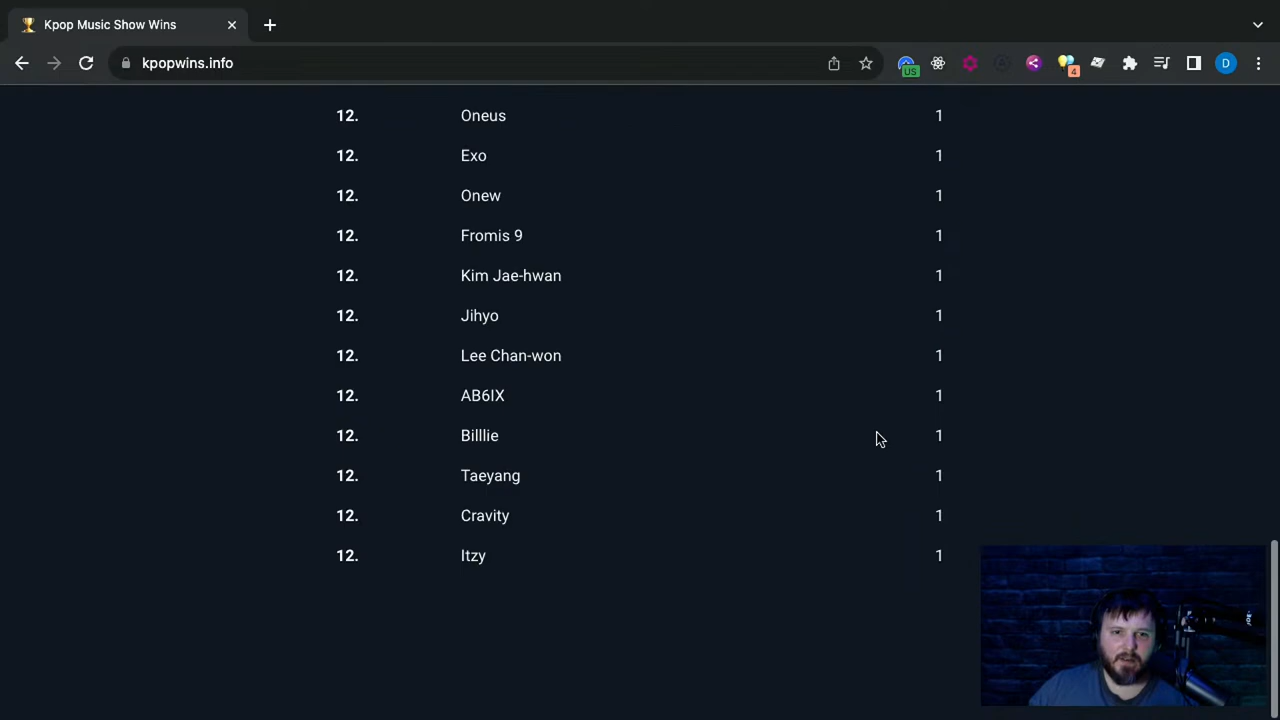 Kpop Music Show Wins
kpopwins.info
US
4
D
12. Oneus 1
12. Exo 1
12. Onew 1
12. Fromis 9 1
12. Kim Jae-hwan 1
12. Jihyo 1
12. Lee Chan-won 1
12. AB6IX 1
12. Billlie 1
12. Taeyang 1
12. Cravity 1
12. Itzy 1